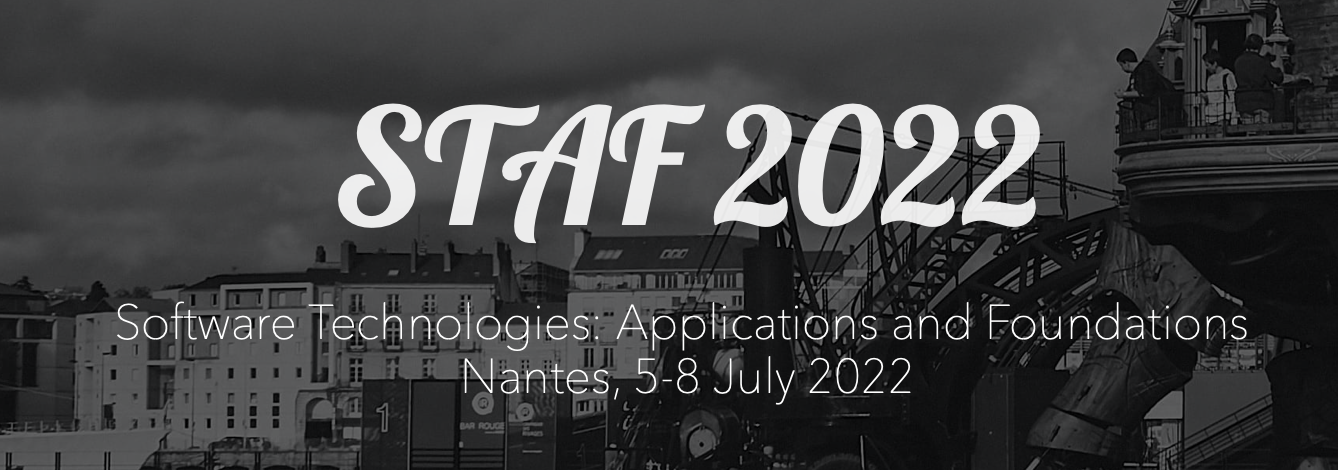 STAF 2022
Software Technologies: Applications and Foundations
Nantes, 5-8 July 2022
1
BAR ROUGE